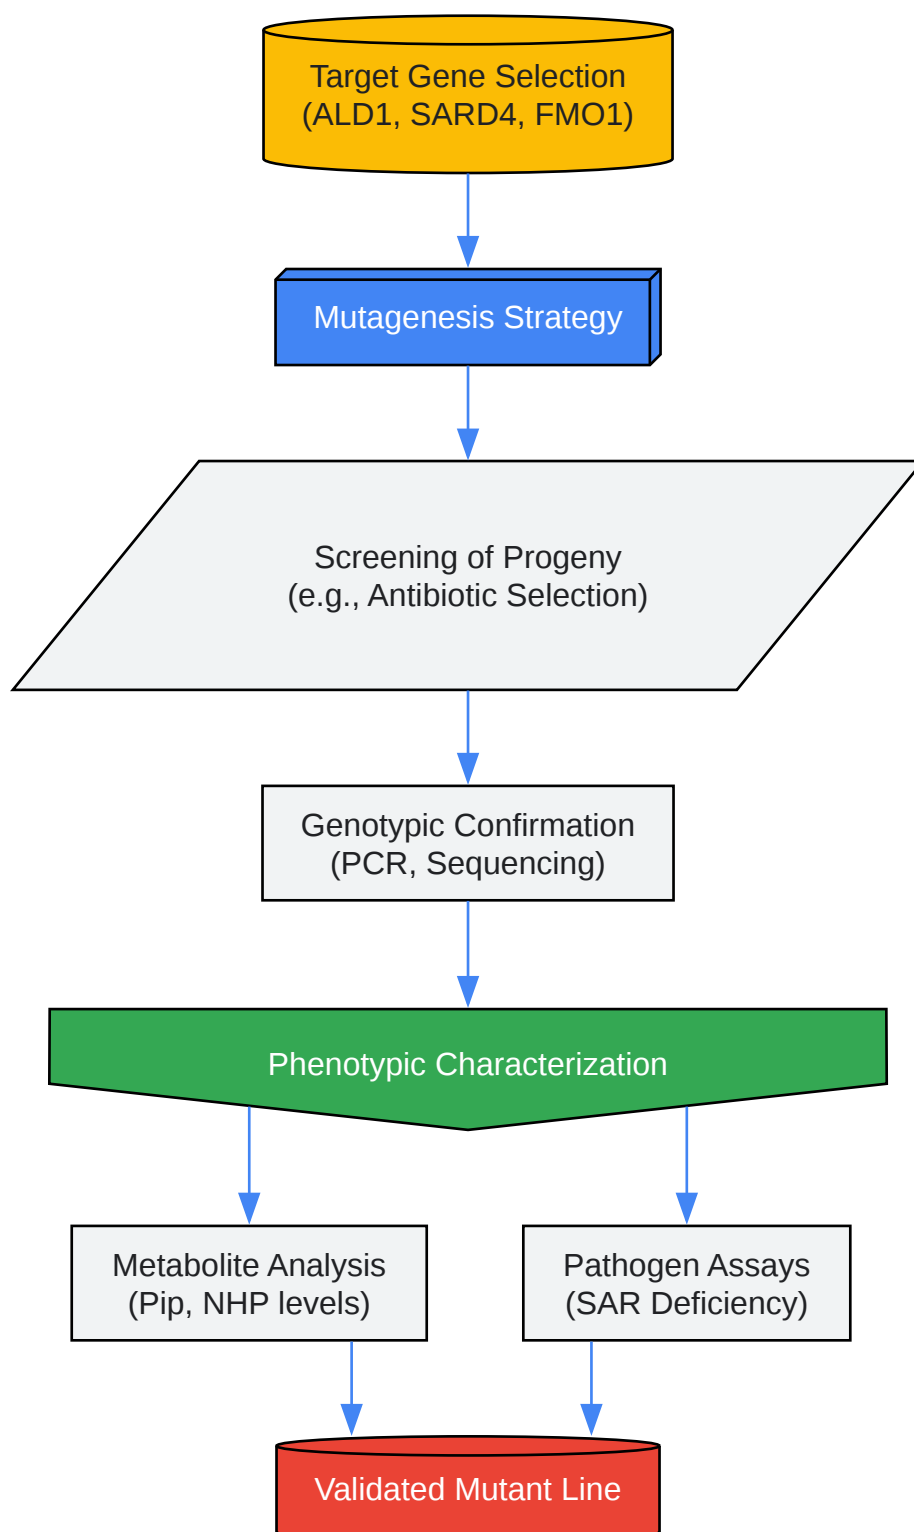 Target Gene Selection
(ALD1, SARD4, FMO1)
Mutagenesis Strategy
Screening of Progeny
(e.g., Antibiotic Selection)
Genotypic Confirmation
(PCR, Sequencing)
Phenotypic Characterization
Metabolite Analysis
(Pip, NHP levels)
Pathogen Assays
(SAR Deficiency)
Validated Mutant Line